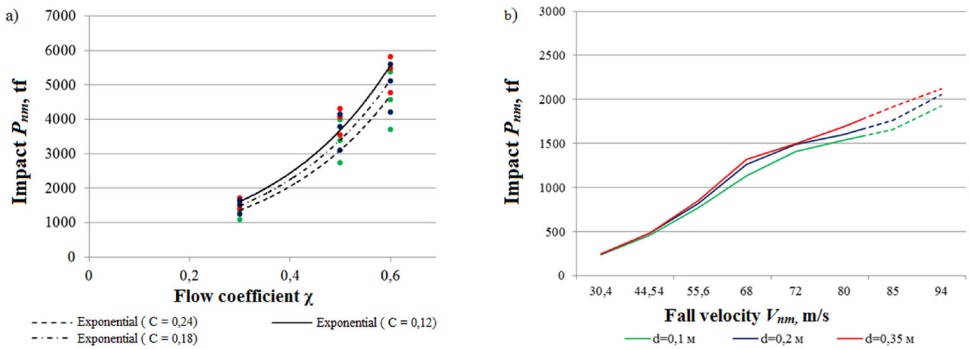 a)
Impact Pnm, tf
7000
6000
5000
4000
3000
2000
1000
0
0 0,2 0,4 0,6
Flow coefficient χ
Exponential ( C = 0,24)
Exponential ( C = 0,12)
Exponential ( C = 0,18)
b)
Impact Pnm, tf
3000
2500
2000
1500
1000
500
0
30,4 44,54 55,6 68 72 80 85 94
Fall velocity Vnm, m/s
d=0,1 м d=0,2 м d=0,35 м